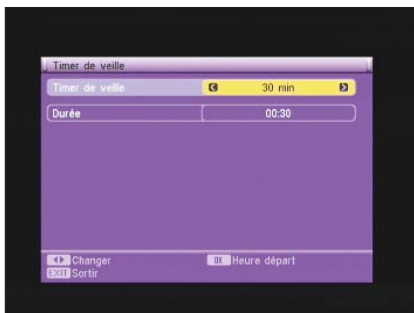 Timer de veille
Timer de veille 30 min
Durée 00:30
Changer OK Heure départ
EXIT Sortir